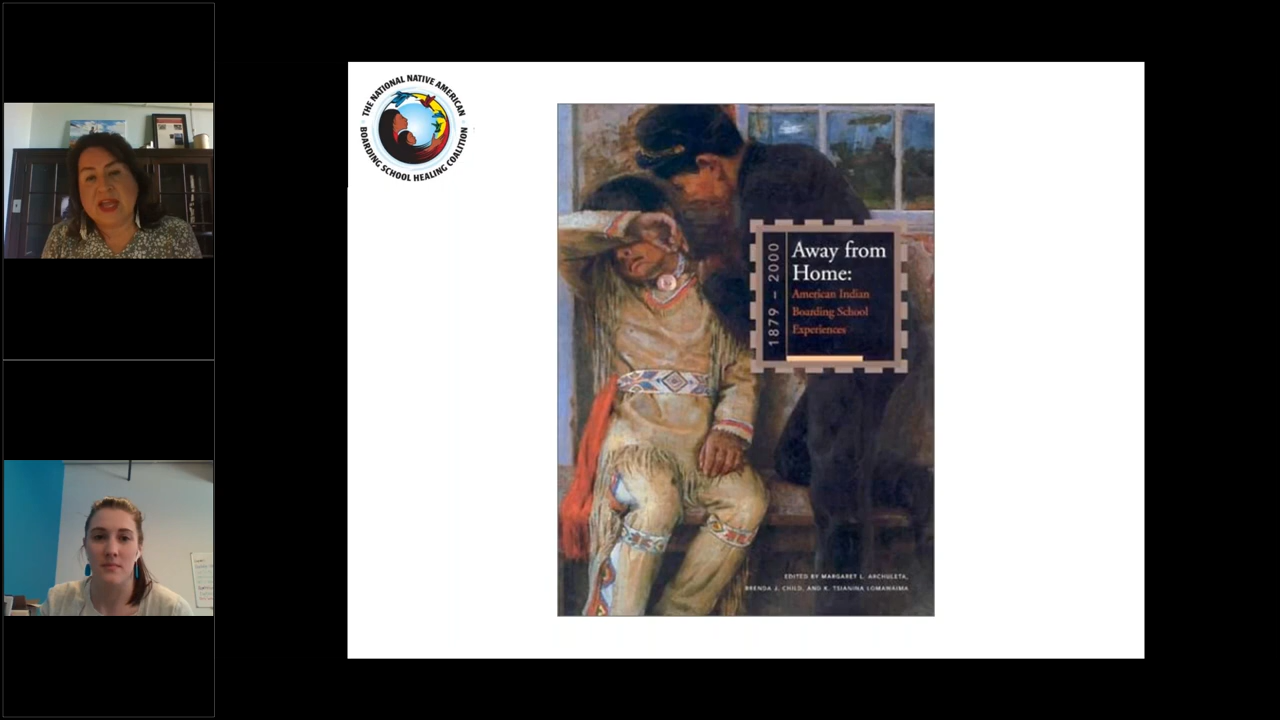 THE NATIONAL NATIVE AMERICAN
BOARDING SCHOOL HEALING COALITION
1879 – 2000
Away from
Home:
American Indian
Boarding School
Experiences
EDITED BY MARGARET L. ARCHULETA,
BRENDA J. CHILD, AND K. TSIANINA LOMAWAIMA